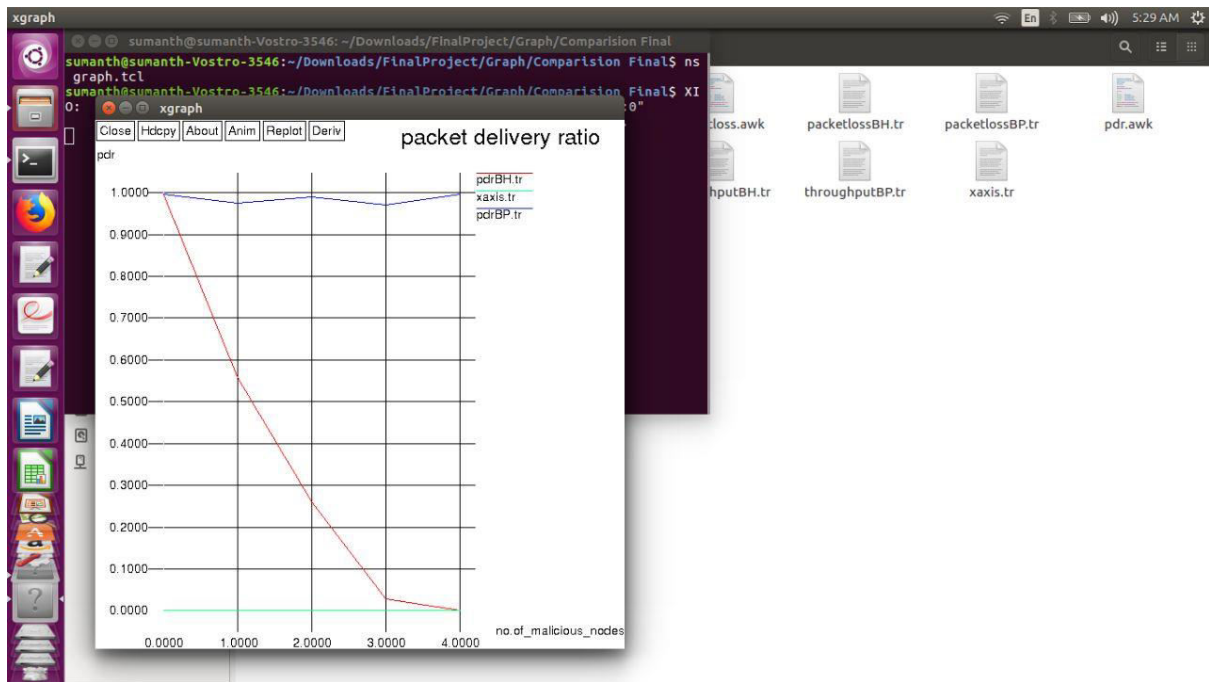 xgraph
En
5:29 AM
sumanth@sumanth-Vostro-3546: ~/Downloads/FinalProject/Graph/Comparision Final
sumanth@sumanth-Vostro-3546:~/Downloads/FinalProject/Graph/Comparision Final$ ns
graph.tcl
sumanth@sumanth-Vostro-3546:~/Downloads/FinalProject/Graph/Comparision Final$ XI
O:
:0"
xgraph
Close Hdcpy About Anim Replot Deriv
packet delivery ratio
pdr
pdrBH.tr
xaxis.tr
pdrBP.tr
1.0000
0.9000
0.8000
0.7000
0.6000
0.5000
0.4000
0.3000
0.2000
0.1000
0.0000
no.of_malicious_nodes
0.0000 1.0000 2.0000 3.0000 4.0000
loss.awk packetlossBH.tr packetlossBP.tr pdr.awk
hputBH.tr throughputBP.tr xaxis.tr